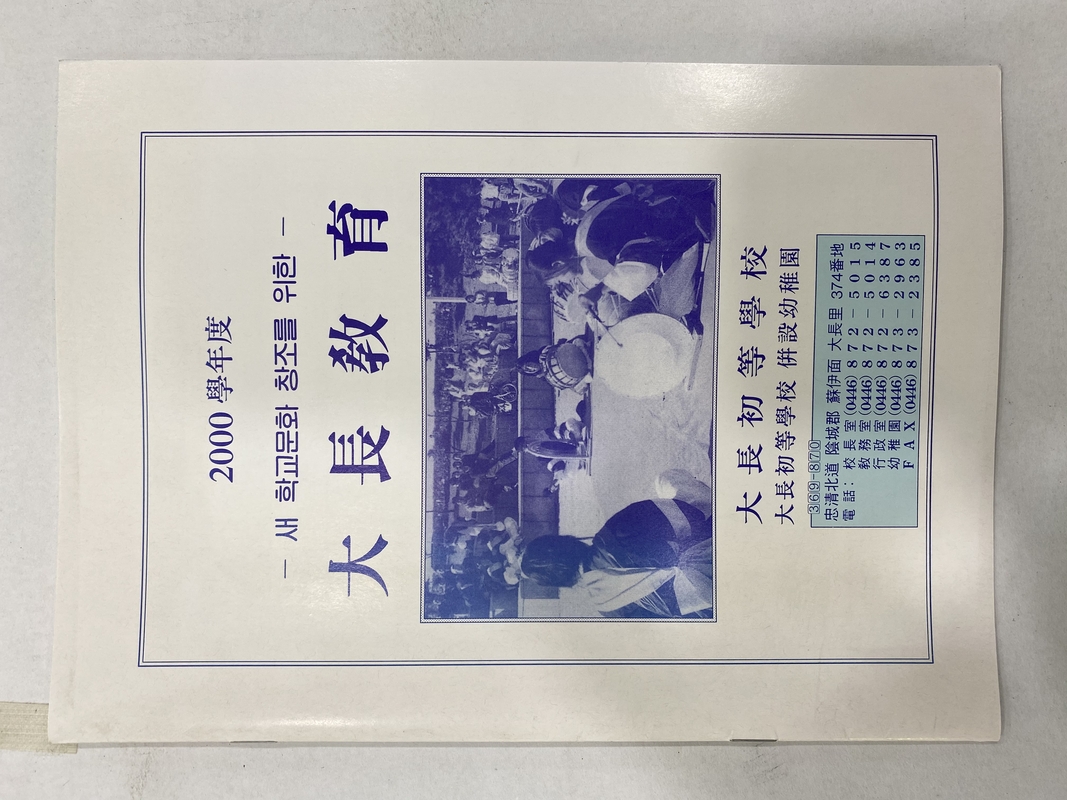 2000 學年度
− 새 학교문화 창조를 위한 −
大長敎育
大長初等學校
大長初等學校 倂設幼稚園
369-870
忠淸北道 陰城郡 蘇伊面 大長里 374番地
電話 : 校長室 (0446) 872−5015
敎務室 (0446) 872−5014
行政室 (0446) 872−6387
幼稚園 (0446) 873−2963
FAX (0446) 873−2385